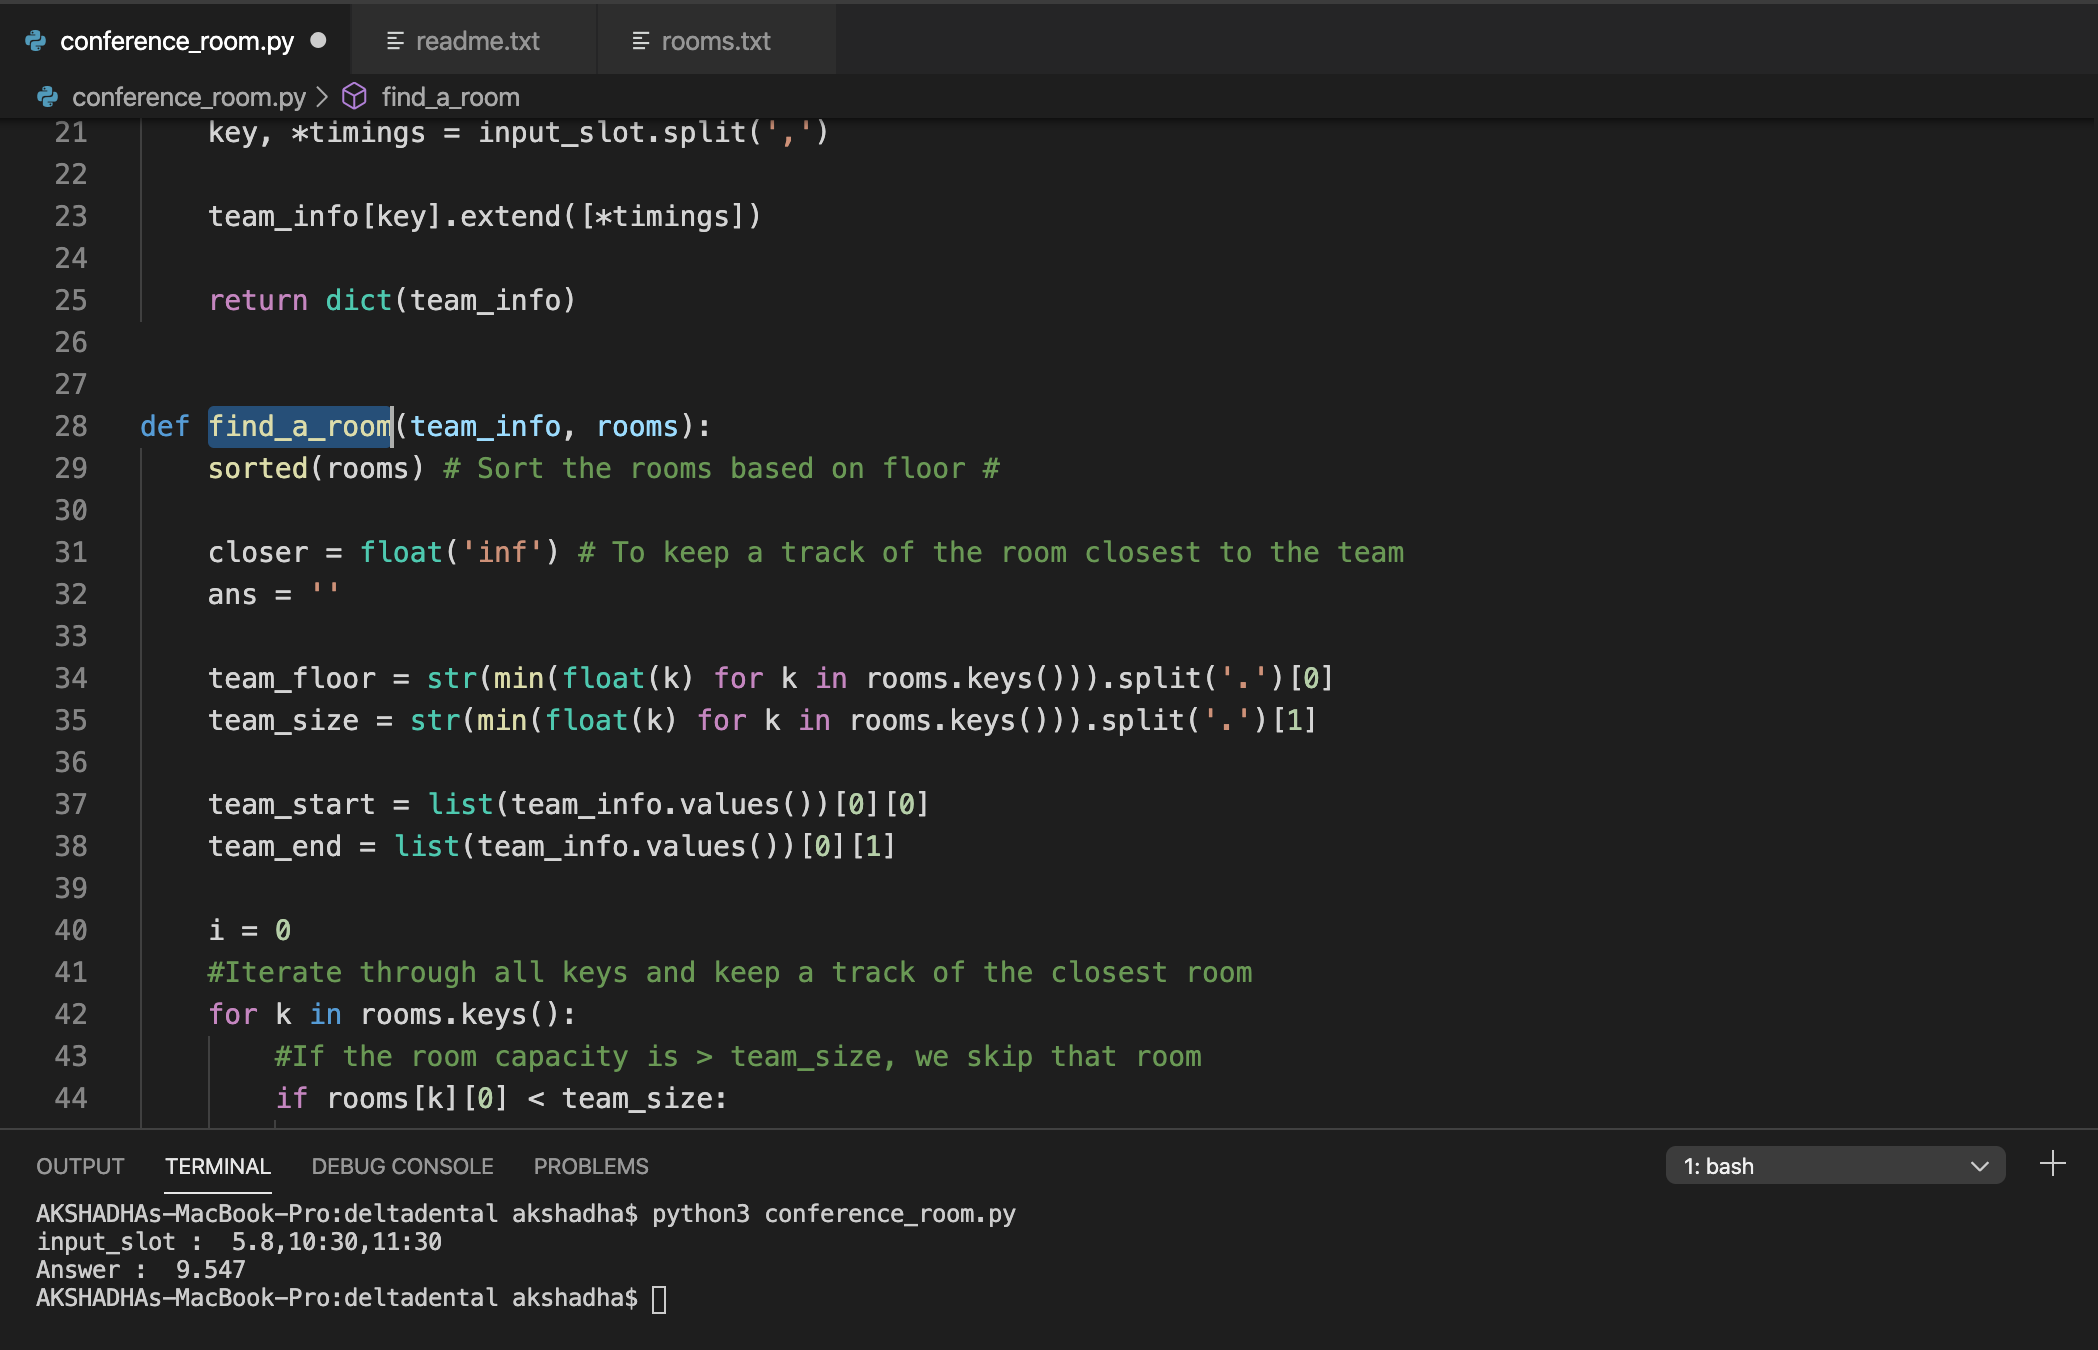 conference_room.py
readme.txt
rooms.txt
conference_room.py > find_a_room
21 key, *timings = input_slot.split(',')
22
23 team_info[key].extend([*timings])
24
25 return dict(team_info)
26
27
28 def find_a_room(team_info, rooms):
29 sorted(rooms) # Sort the rooms based on floor #
30
31 closer = float('inf') # To keep a track of the room closest to the team
32 ans = ''
33
34 team_floor = str(min(float(k) for k in rooms.keys())).split('.')[0]
35 team_size = str(min(float(k) for k in rooms.keys())).split('.')[1]
36
37 team_start = list(team_info.values())[0][0]
38 team_end = list(team_info.values())[0][1]
39
40 i = 0
41 #Iterate through all keys and keep a track of the closest room
42 for k in rooms.keys():
43 #If the room capacity is > team_size, we skip that room
44 if rooms[k][0] < team_size:
OUTPUT TERMINAL DEBUG CONSOLE PROBLEMS 1: bash
AKSHADHAs-MacBook-Pro:deltadental akshadha$ python3 conference_room.py
input_slot :  5.8,10:30,11:30
Answer :  9.547
AKSHADHAs-MacBook-Pro:deltadental akshadha$